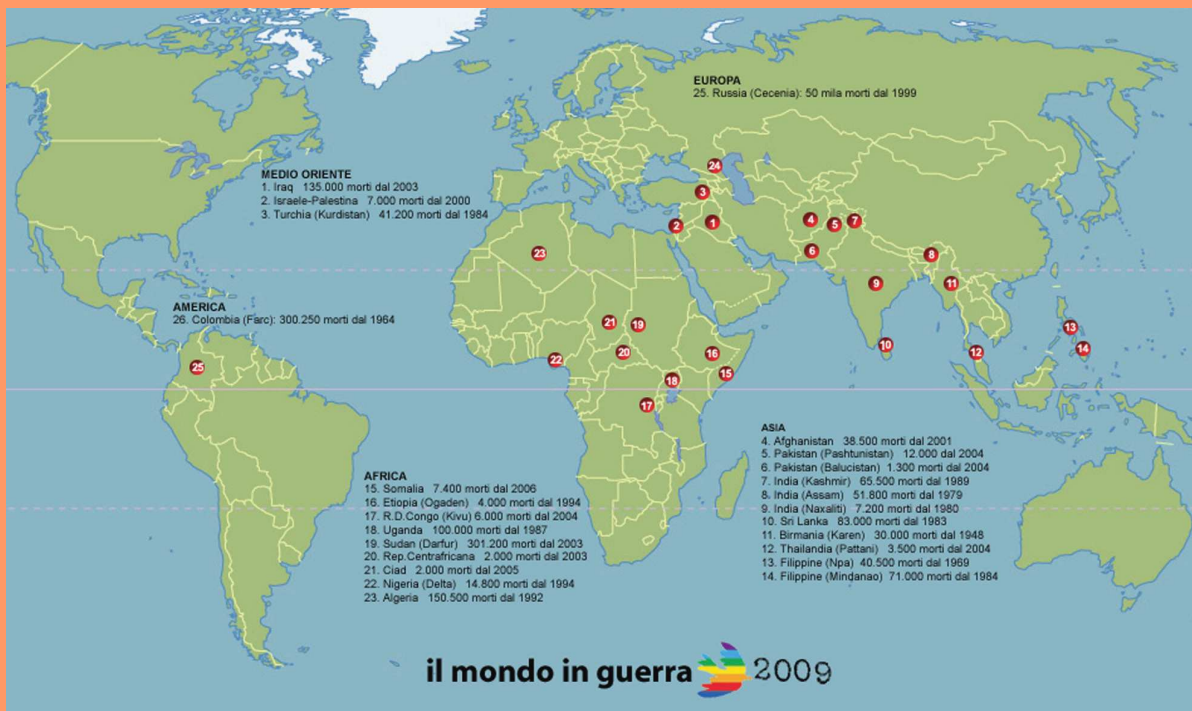 EUROPA
25. Russia (Cecenia): 50 mila morti dal 1999
MEDIO ORIENTE
1. Iraq 135.000 morti dal 2003
2. Israele-Palestina 7.000 morti dal 2000
3. Turchia (Kurdistan) 41.200 morti dal 1984
AMERICA
26. Colombia (Farc): 300.250 morti dal 1964
AFRICA
15. Somalia 7.400 morti dal 2006
16. Etiopia (Ogaden) 4.000 morti dal 1994
17. R.D.Congo (Kivu) 6.000 morti dal 2004
18. Uganda 100.000 morti dal 1987
19. Sudan (Darfur) 301.200 morti dal 2003
20. Rep.Centrafricana 2.000 morti dal 2003
21. Ciad 2.000 morti dal 2005
22. Nigeria (Delta) 14.800 morti dal 1994
23. Algeria 150.500 morti dal 1992
ASIA
4. Afghanistan 38.500 morti dal 2001
5. Pakistan (Pashtunistan) 12.000 dal 2004
6. Pakistan (Balucistan) 1.300 morti dal 2004
7. India (Kashmir) 65.500 morti dal 1989
8. India (Assam) 51.800 morti dal 1979
9. India (Naxaliti) 7.200 morti dal 1980
10. Sri Lanka 83.000 morti dal 1983
11. Birmania (Karen) 30.000 morti dal 1948
12. Thailandia (Pattani) 3.500 morti dal 2004
13. Filippine (Npa) 40.500 morti dal 1969
14. Filippine (Mindanao) 71.000 morti dal 1984
24
3
4
5
7
2
1
6
23
8
9
11
21
19
13
10
14
22
20
16
12
25
15
18
17
il mondo in guerra 2009